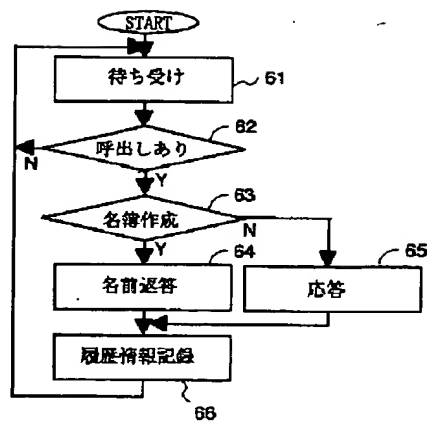 START
待ち受け
61
呼出しあり
62
N
Y
名簿作成
63
N
Y
名前返答
64
応答
65
履歴情報記録
66